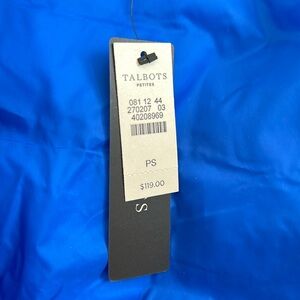 TALBOTS
PETITES
081 12 44
270207 03
40208969
PS
$119.00
S